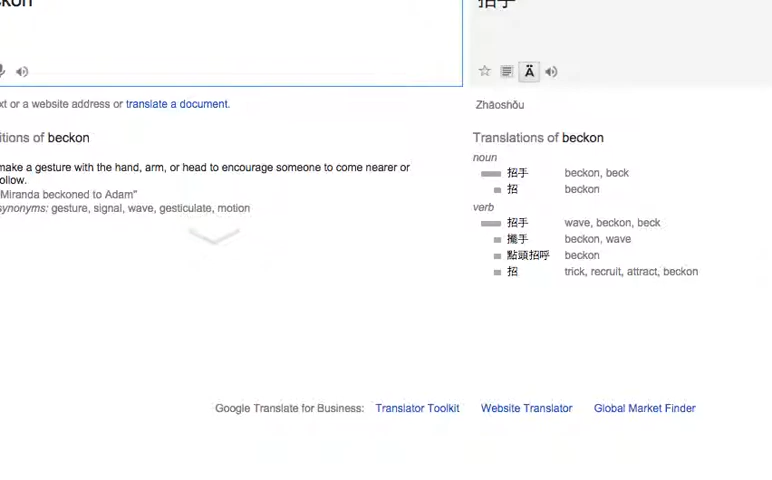 ckon
招手
Ä
xt or a website address or translate a document.
Zhāoshǒu
itions of beckon
Translations of beckon
make a gesture with the hand, arm, or head to encourage someone to come nearer or
ollow.
"Miranda beckoned to Adam"
synonyms: gesture, signal, wave, gesticulate, motion
noun
招手 beckon, beck
招 beckon
verb
招手 wave, beckon, beck
擺手 beckon, wave
點頭招呼 beckon
招 trick, recruit, attract, beckon
Google Translate for Business: Translator Toolkit Website Translator Global Market Finder